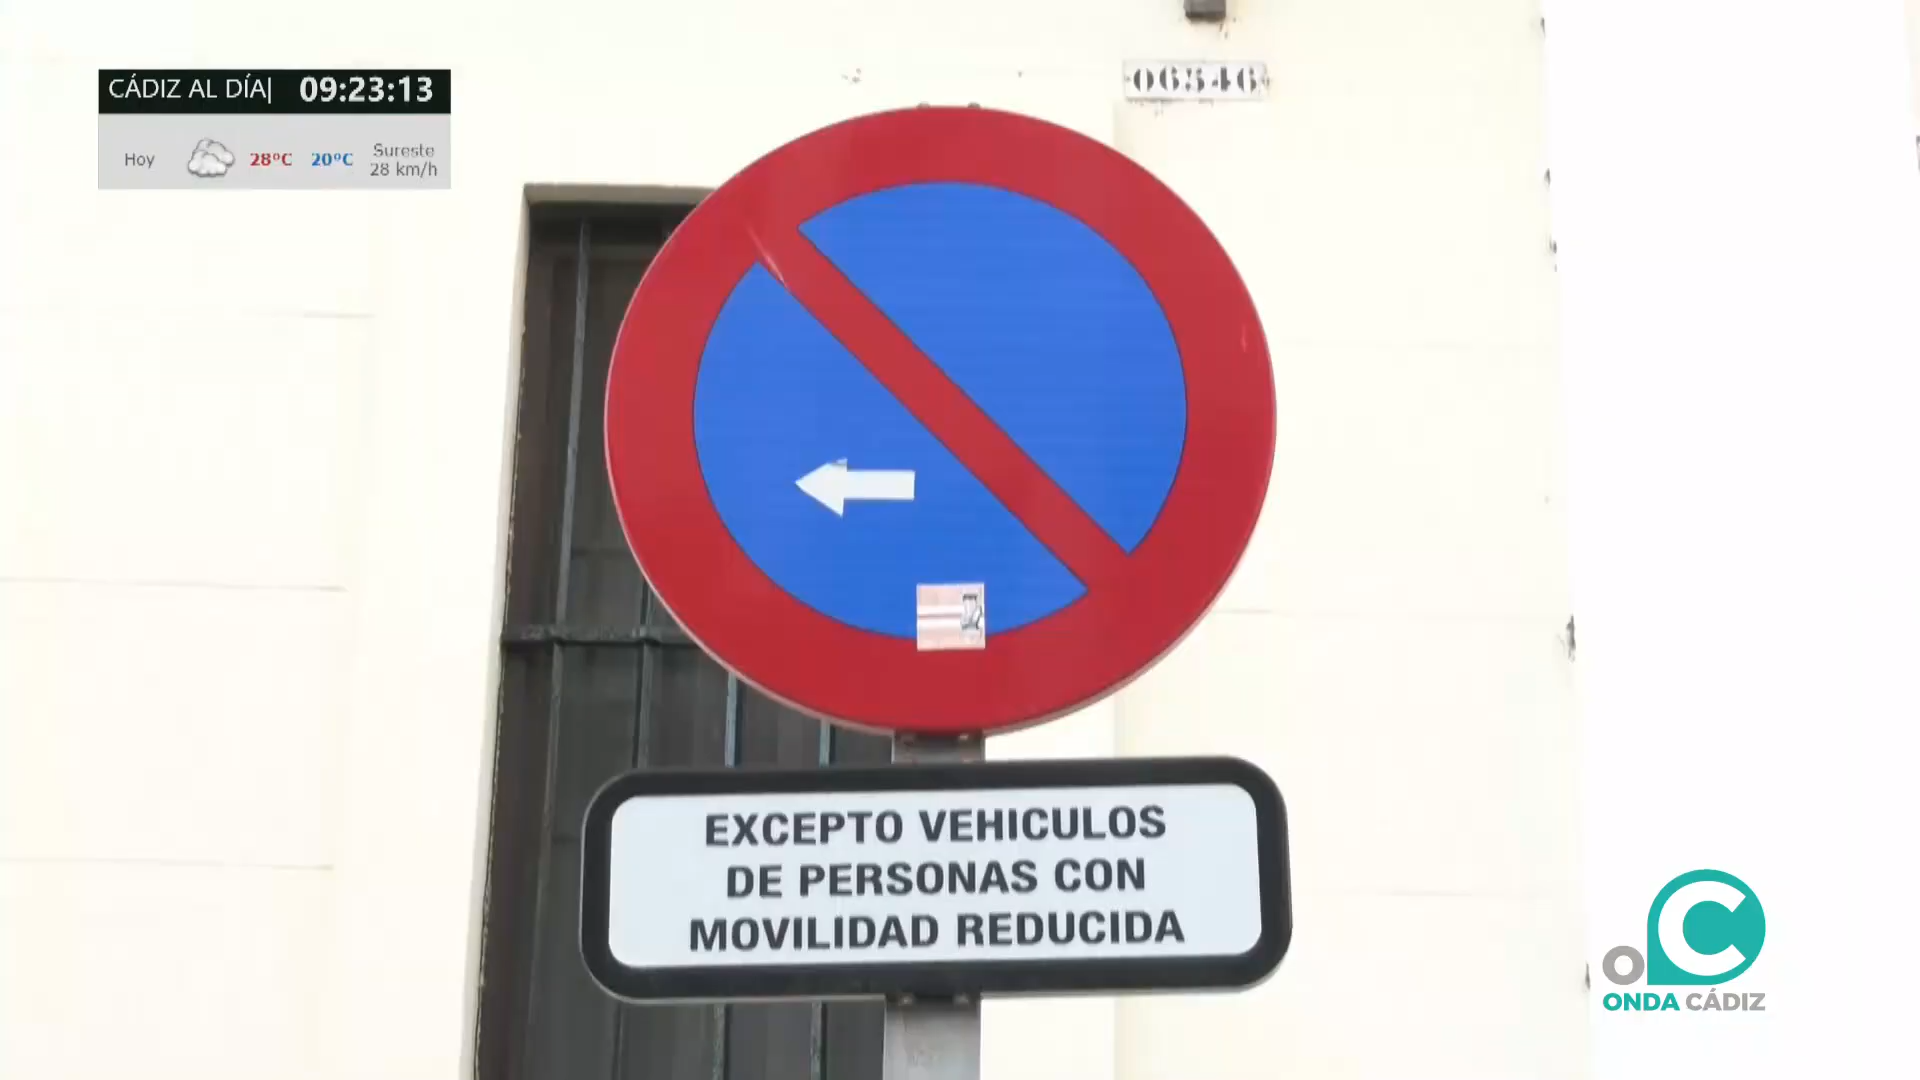 CÁDIZ AL DÍA| 09:23:13
Hoy 28ºC 20ºC Sureste
28 km/h
06546
EXCEPTO VEHICULOS
DE PERSONAS CON
MOVILIDAD REDUCIDA
OC
ONDA CÁDIZ